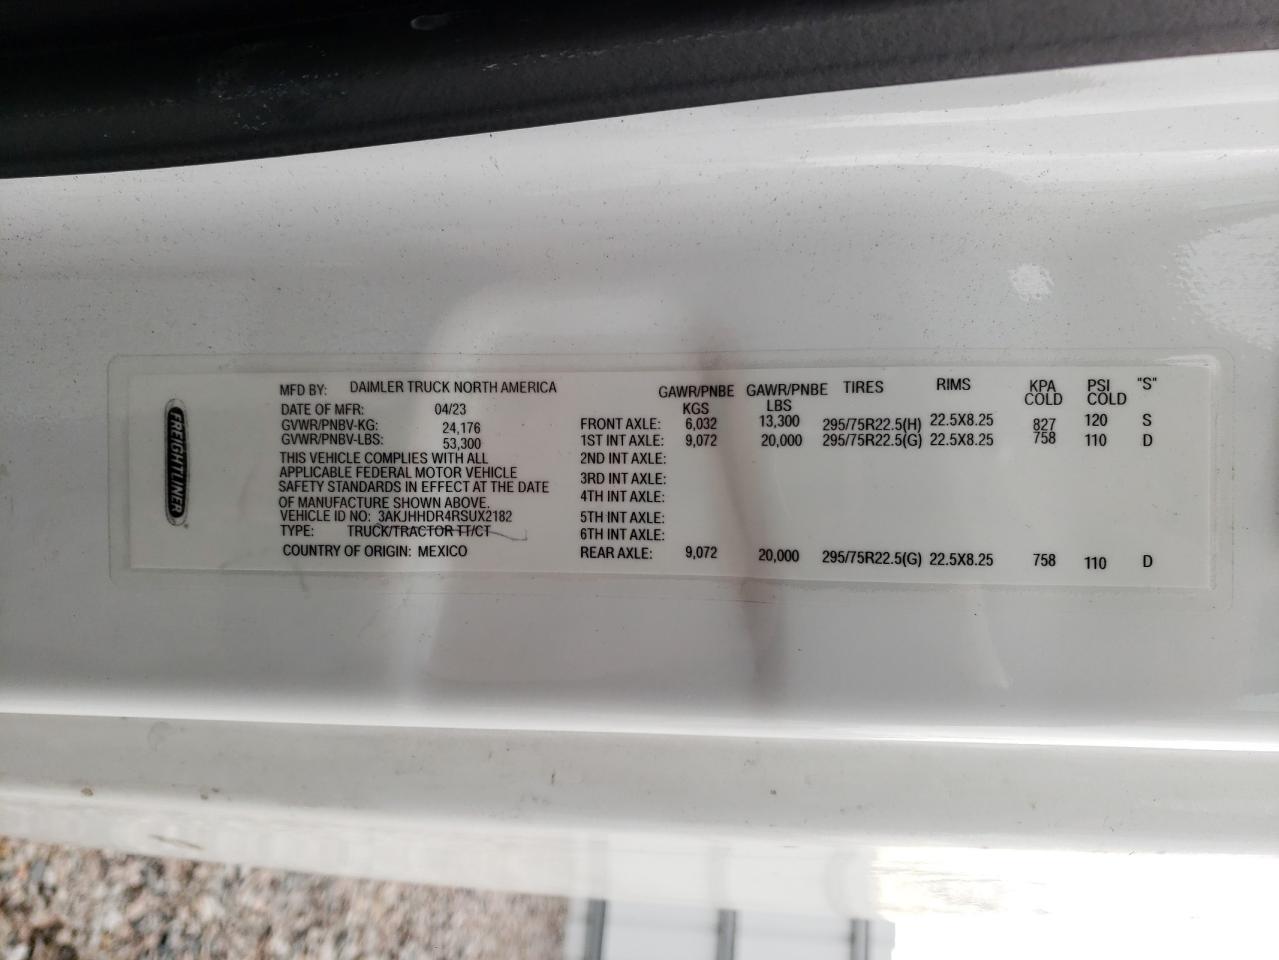 FREIGHTLINER
MFD BY: DAIMLER TRUCK NORTH AMERICA
DATE OF MFR: 04/23
GVWR/PNBV-KG: 24,176
GVWR/PNBV-LBS: 53,300
THIS VEHICLE COMPLIES WITH ALL
APPLICABLE FEDERAL MOTOR VEHICLE
SAFETY STANDARDS IN EFFECT AT THE DATE
OF MANUFACTURE SHOWN ABOVE.
VEHICLE ID NO: 3AKJHHDR4RSUX2182
TYPE: TRUCK/TRACTOR TT/CT
COUNTRY OF ORIGIN: MEXICO
GAWR/PNBE GAWR/PNBE TIRES RIMS KPA PSI "S"
KGS LBS COLD COLD
FRONT AXLE: 6,032 13,300 295/75R22.5(H) 22.5X8.25 827 120 S
1ST INT AXLE: 9,072 20,000 295/75R22.5(G) 22.5X8.25 758 110 D
2ND INT AXLE:
3RD INT AXLE:
4TH INT AXLE:
5TH INT AXLE:
6TH INT AXLE:
REAR AXLE: 9,072 20,000 295/75R22.5(G) 22.5X8.25 758 110 D